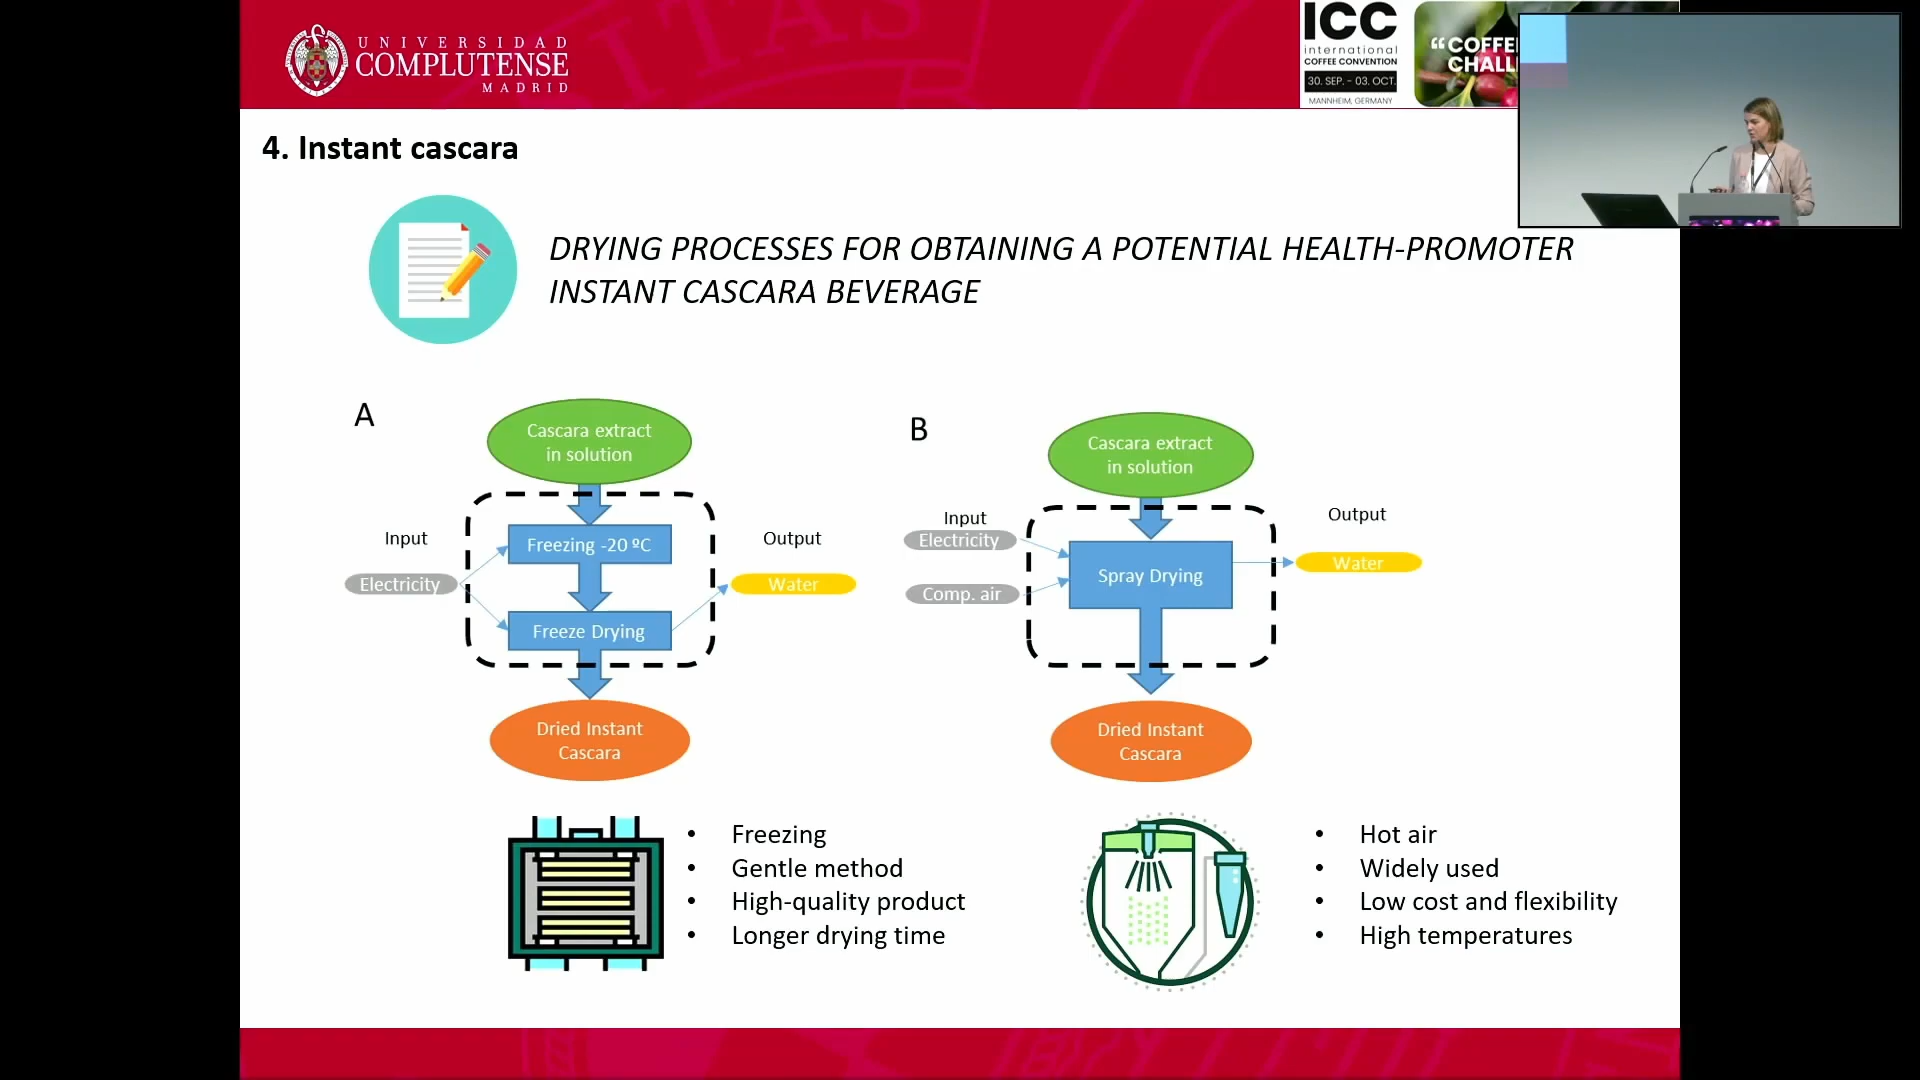 UNIVERSIDAD
COMPLUTENSE
MADRID
ICC
international
COFFEE CONVENTION
30. SEP. - 03. OCT.
MANNHEIM, GERMANY
4. Instant cascara
DRYING PROCESSES FOR OBTAINING A POTENTIAL HEALTH-PROMOTER
INSTANT CASCARA BEVERAGE
A
Cascara extract
in solution
Input
Electricity
Freezing -20 ºC
Freeze Drying
Output
Water
Dried Instant
Cascara
B
Cascara extract
in solution
Input
Electricity
Comp. air
Spray Drying
Output
Water
Dried Instant
Cascara
• Freezing
• Gentle method
• High-quality product
• Longer drying time
• Hot air
• Widely used
• Low cost and flexibility
• High temperatures